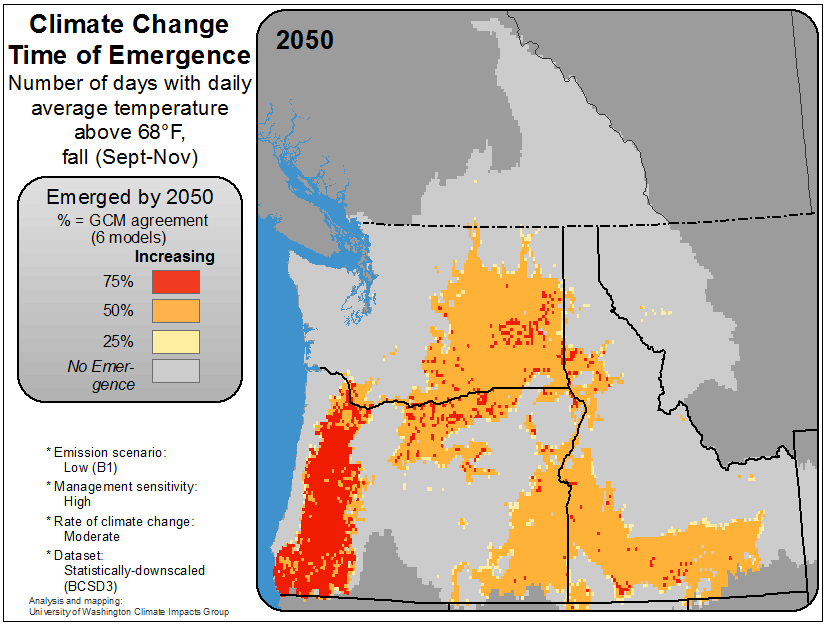 Climate Change
Time of Emergence
Number of days with daily
average temperature
above 68°F,
fall (Sept-Nov)
2050
Emerged by 2050
% = GCM agreement
(6 models)
Increasing
75%
50%
25%
No Emer-
gence
* Emission scenario:
Low (B1)
* Management sensitivity:
High
* Rate of climate change:
Moderate
* Dataset:
Statistically-downscaled
(BCSD3)
Analysis and mapping:
University of Washington Climate Impacts Group